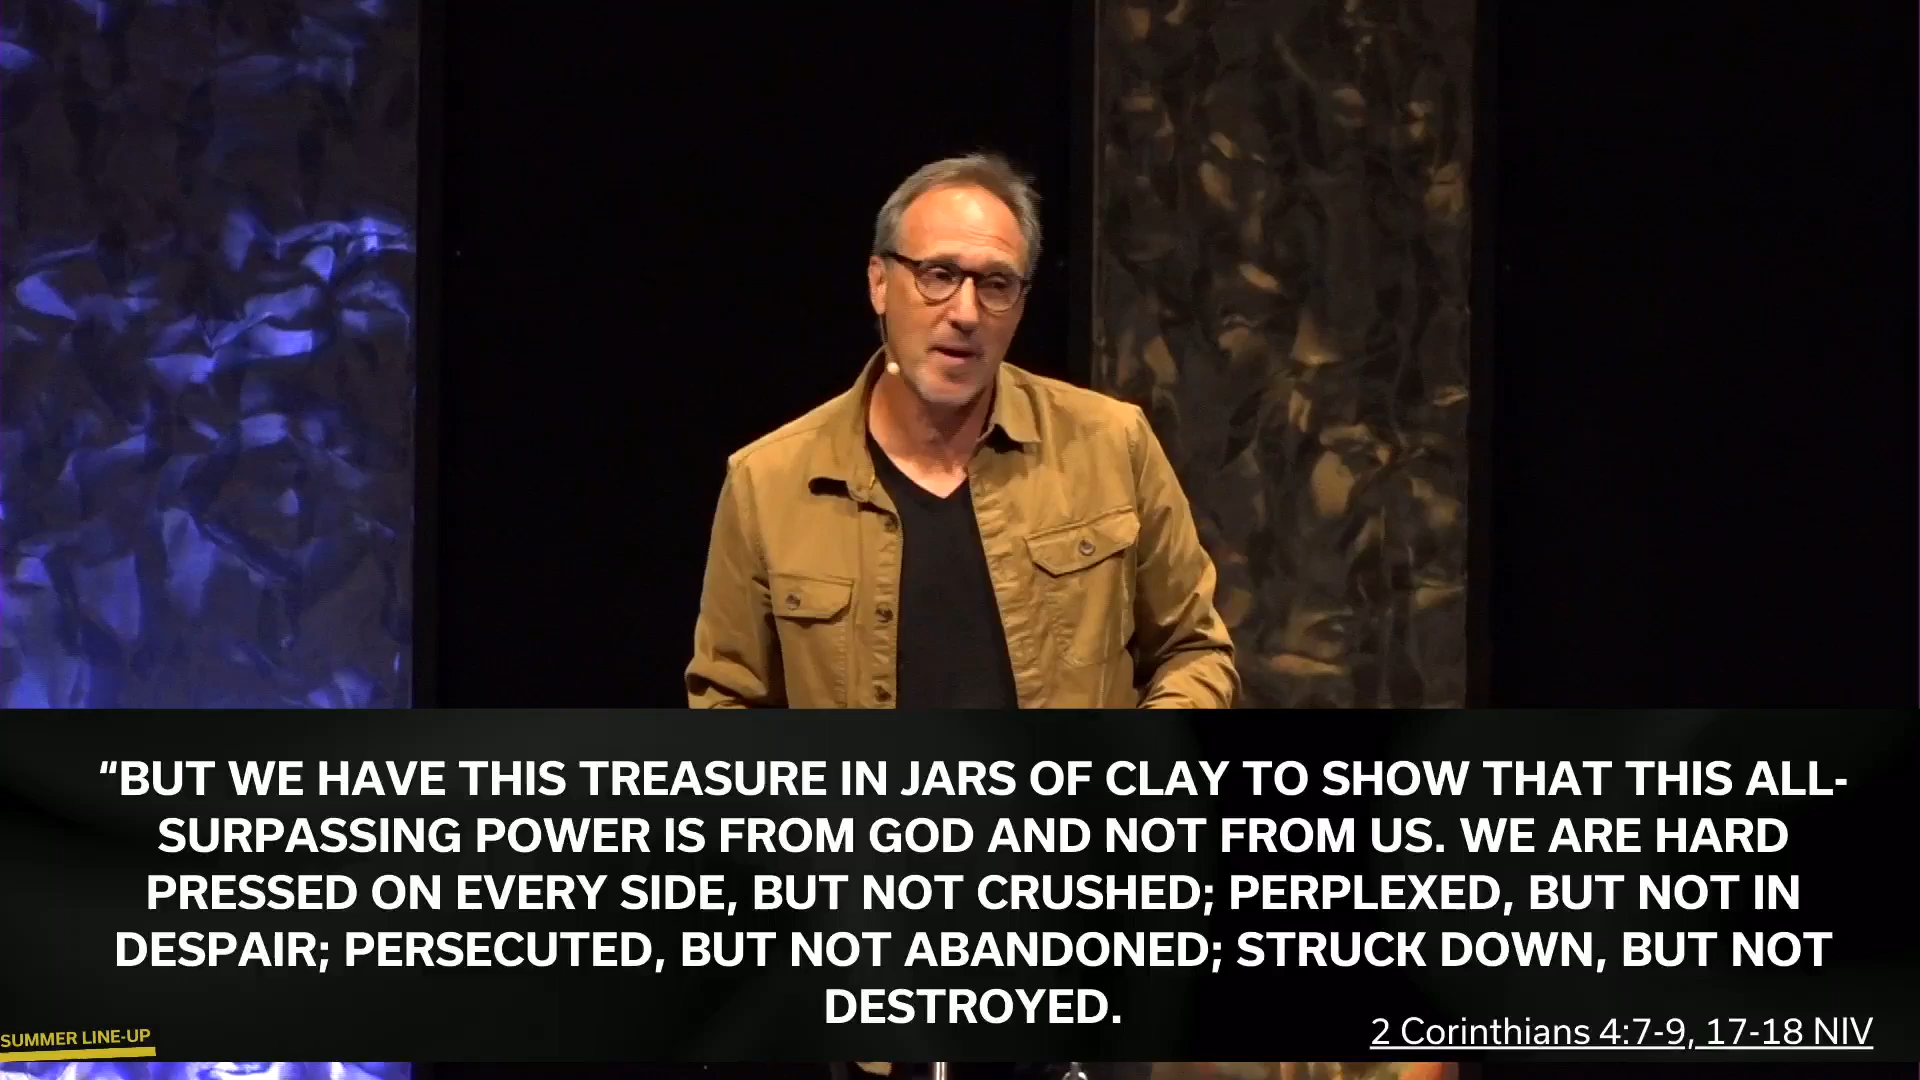 “BUT WE HAVE THIS TREASURE IN JARS OF CLAY TO SHOW THAT THIS ALL-
SURPASSING POWER IS FROM GOD AND NOT FROM US. WE ARE HARD
PRESSED ON EVERY SIDE, BUT NOT CRUSHED; PERPLEXED, BUT NOT IN
DESPAIR; PERSECUTED, BUT NOT ABANDONED; STRUCK DOWN, BUT NOT
DESTROYED.
2 Corinthians 4:7-9, 17-18 NIV
SUMMER LINE-UP